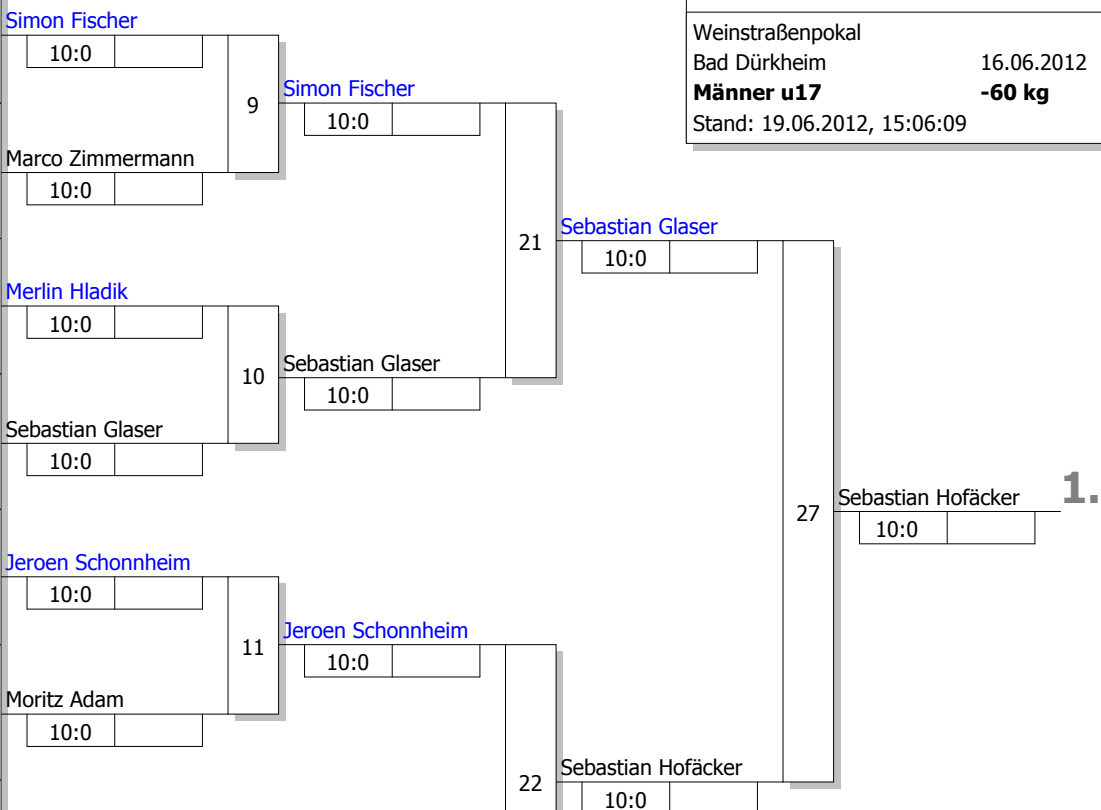 Weinstraßenpokal
Bad Dürkheim 16.06.2012
Männer u17 -60 kg
Stand: 19.06.2012, 15:06:09
Simon Fischer
10:0
9
Simon Fischer
10:0
Marco Zimmermann
10:0
21
Sebastian Glaser
10:0
Merlin Hladik
10:0
10
Sebastian Glaser
10:0
Sebastian Glaser
10:0
27
Sebastian Hofäcker 1.
10:0
Jeroen Schonnheim
10:0
11
Jeroen Schonnheim
10:0
Moritz Adam
10:0
22
Sebastian Hofäcker
10:0